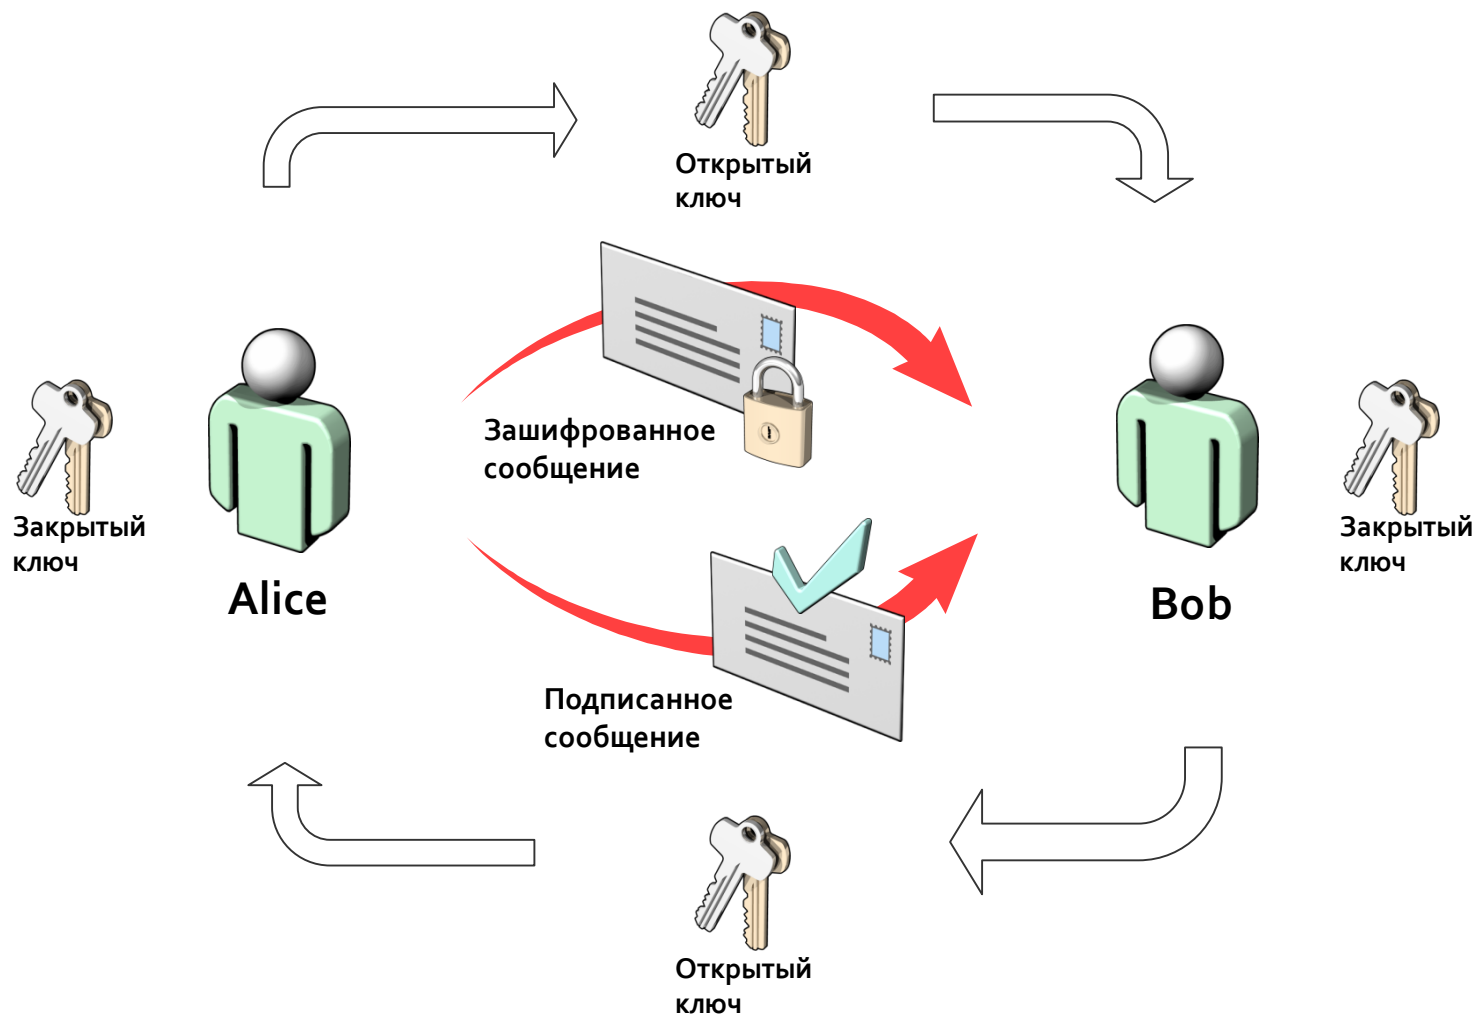 Открытый
ключ
Зашифрованное
сообщение
Закрытый
ключ
Alice
Закрытый
ключ
Bob
Подписанное
сообщение
Открытый
ключ